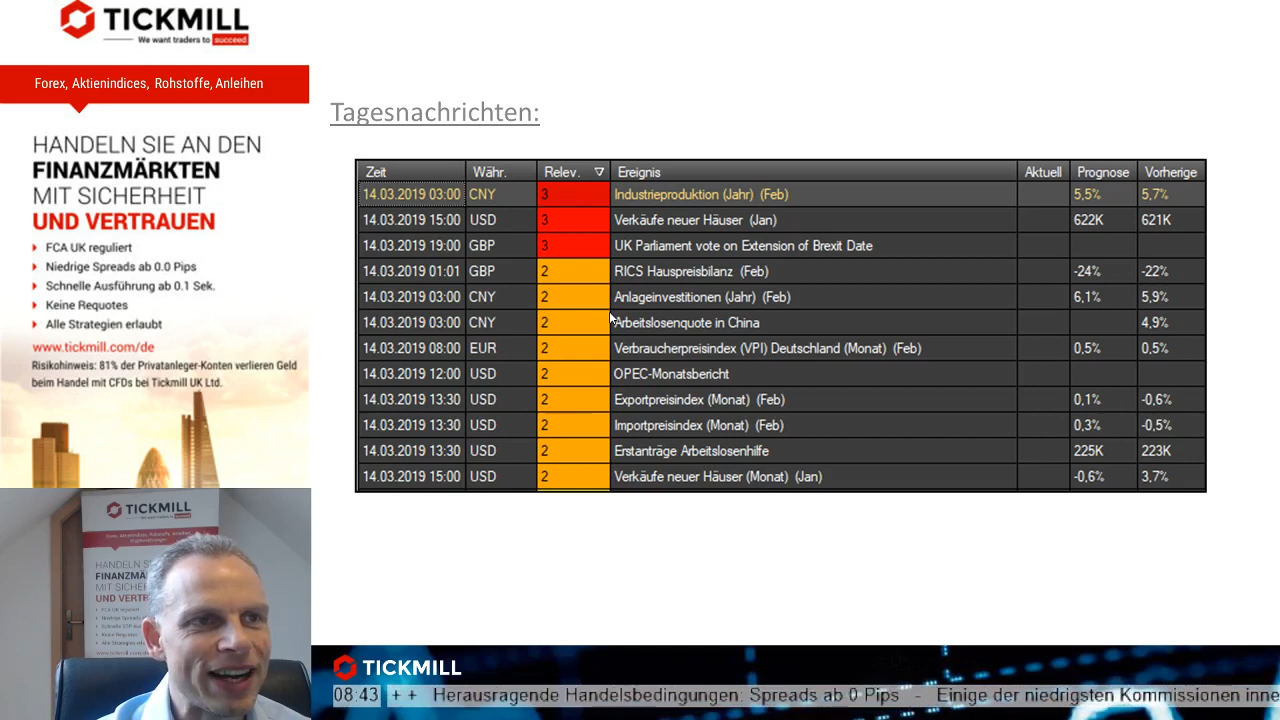 TICKMILL
We want traders to succeed
Forex, Aktienindices, Rohstoffe, Anleihen
HANDELN SIE AN DEN
FINANZMÄRKTEN
MIT SICHERHEIT
UND VERTRAUEN
FCA UK reguliert
Niedrige Spreads ab 0.0 Pips
Schnelle Ausführung ab 0.1 Sek.
Keine Requotes
Alle Strategien erlaubt
www.tickmill.com/de
Risikohinweis: 81% der Privatanleger-Konten verlieren Geld
beim Handel mit CFDs bei Tickmill UK Ltd.
Tagesnachrichten:
Zeit Währ. Relev. Ereignis Aktuell Prognose Vorherige
14.03.2019 03:00 CNY 3 Industrieproduktion (Jahr) (Feb) 5,5% 5,7%
14.03.2019 15:00 USD 3 Verkäufe neuer Häuser (Jan) 622K 621K
14.03.2019 19:00 GBP 3 UK Parliament vote on Extension of Brexit Date
14.03.2019 01:01 GBP 2 RICS Hauspreisbilanz (Feb) -24% -22%
14.03.2019 03:00 CNY 2 Anlageinvestitionen (Jahr) (Feb) 6,1% 5,9%
14.03.2019 03:00 CNY 2 Arbeitslosenquote in China 4,9%
14.03.2019 08:00 EUR 2 Verbraucherpreisindex (VPI) Deutschland (Monat) (Feb) 0,5% 0,5%
14.03.2019 12:00 USD 2 OPEC-Monatsbericht
14.03.2019 13:30 USD 2 Exportpreisindex (Monat) (Feb) 0,1% -0,6%
14.03.2019 13:30 USD 2 Importpreisindex (Monat) (Feb) 0,3% -0,5%
14.03.2019 13:30 USD 2 Erstanträge Arbeitslosenhilfe 225K 223K
14.03.2019 15:00 USD 2 Verkäufe neuer Häuser (Monat) (Jan) -0,6% 3,7%
TICKMILL
HANDELN S
FINANZMÄ
MIT SICHER
UND VERTR
TICKMILL
08:43 + + Herausragende Handelsbedingungen: Spreads ab 0 Pips - Einige der niedrigsten Kommissionen inne